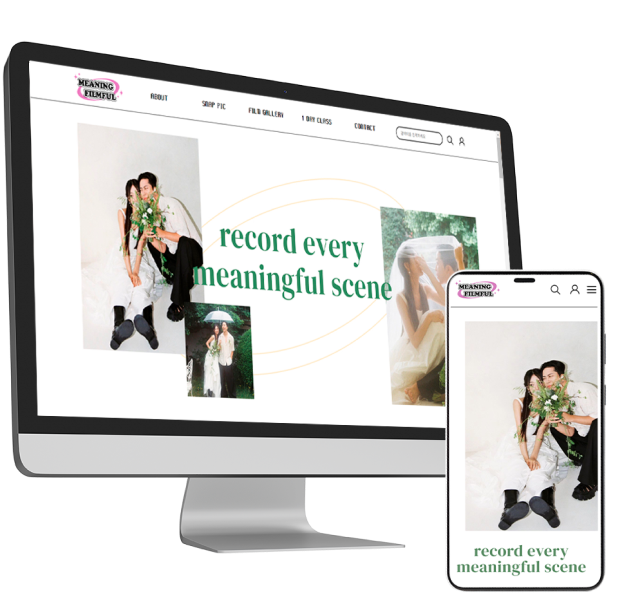 MEANING
FILMFUL
ABOUT
SNAP PIC
FILM GALLERY
1 DAY CLASS
CONTACT
record every
meaningful scene
MEANING
FILMFUL
record every
meaningful scene